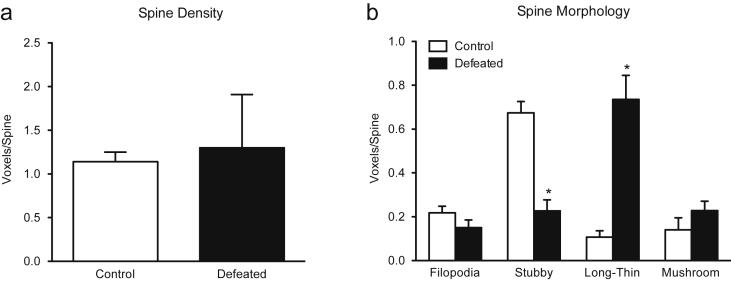 a
Spine Density
Voxels/Spine
2.5
2.0
1.5
1.0
0.5
0.0
Control
Defeated
b
Spine Morphology
Voxels/Spine
1.0
0.8
0.6
0.4
0.2
0.0
Control
Defeated
*
*
Filopodia
Stubby
Long-Thin
Mushroom